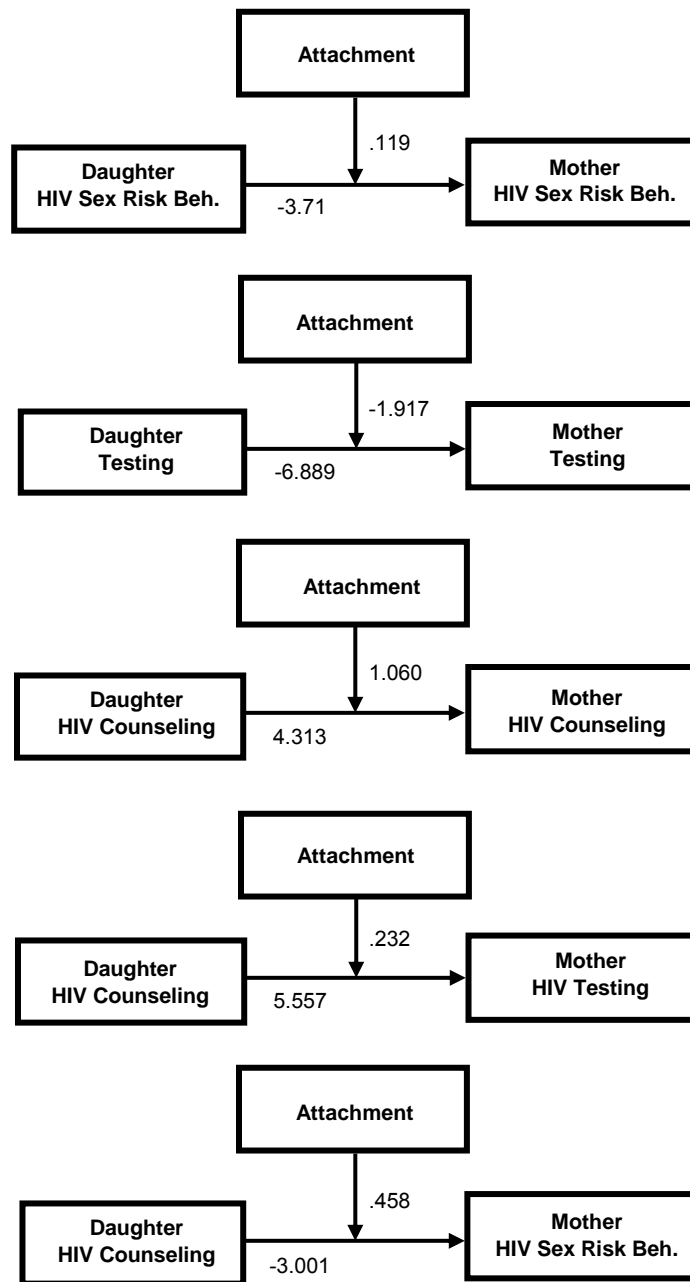 Attachment
.119
Daughter
HIV Sex Risk Beh.
-3.71
Mother
HIV Sex Risk Beh.
Attachment
-1.917
Daughter
Testing
-6.889
Mother
Testing
Attachment
1.060
Daughter
HIV Counseling
4.313
Mother
HIV Counseling
Attachment
.232
Daughter
HIV Counseling
5.557
Mother
HIV Testing
Attachment
.458
Daughter
HIV Counseling
-3.001
Mother
HIV Sex Risk Beh.